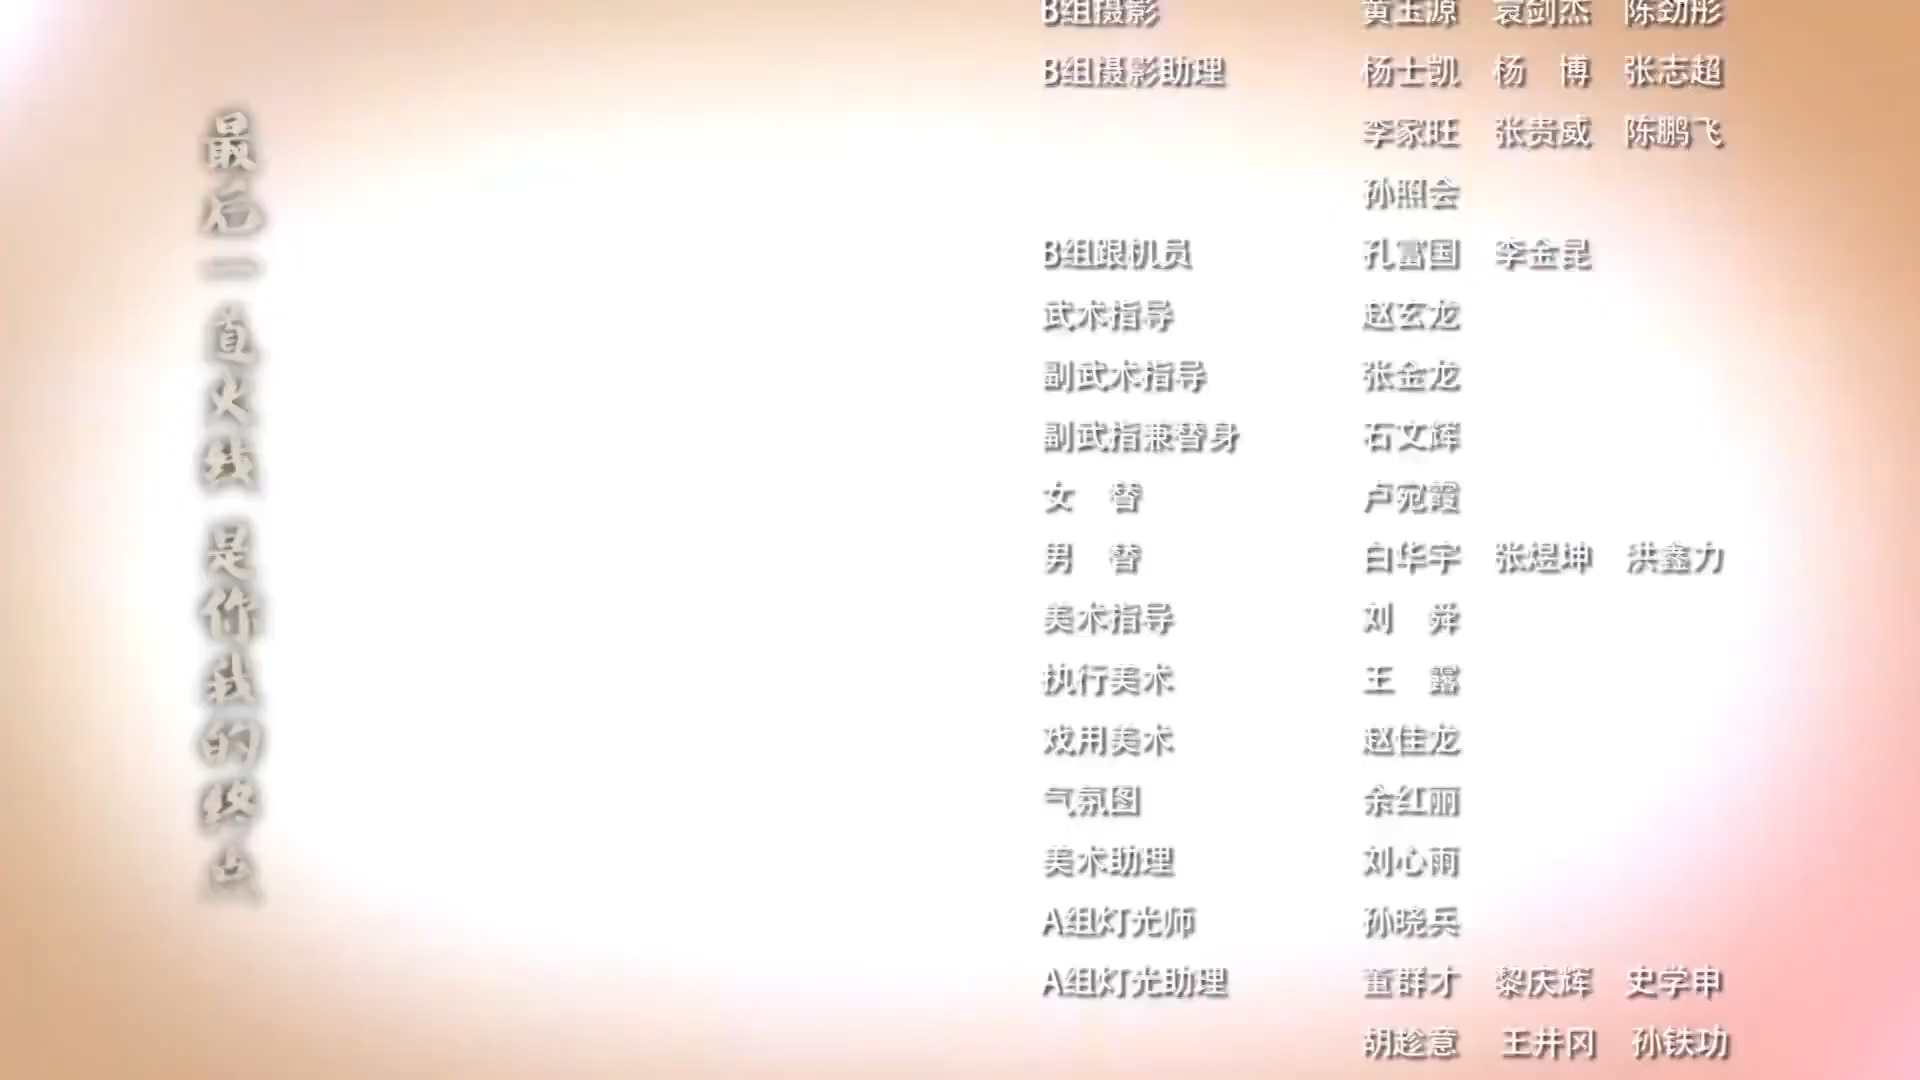 最后一道火线 是你我的终点
B组摄影 黄玉源 袁剑杰 陈劲彤
B组摄影助理 杨士凯 杨 博 张志超
李家旺 张贵威 陈鹏飞
孙照会
B组跟机员 孔富国 李金昆
武术指导 赵玄龙
副武术指导 张金龙
副武指兼替身 石文辉
女 替 卢宛霞
男 替 白华宇 张煜坤 洪鑫力
美术指导 刘 舜
执行美术 王 露
戏用美术 赵佳龙
气氛图 余红丽
美术助理 刘心雨
A组灯光师 孙晓兵
A组灯光助理 董群才 黎庆辉 史学申
胡趁意 王井冈 孙铁功